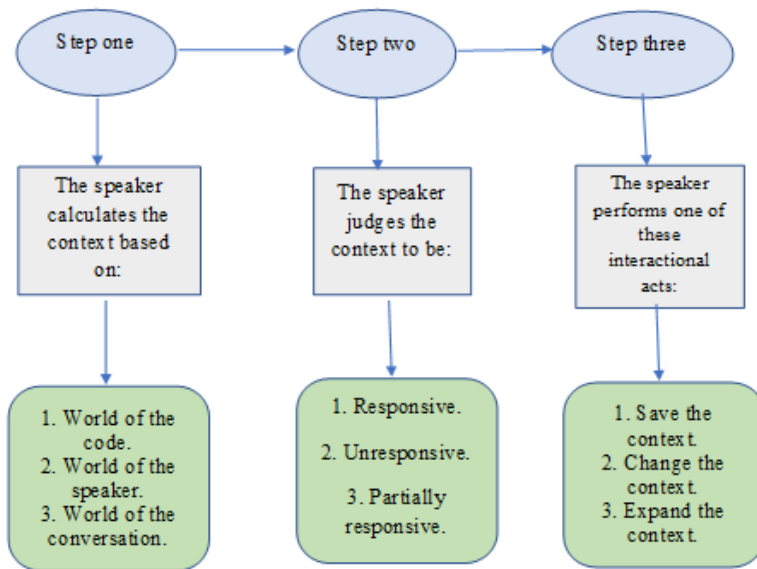 Step one
Step two
Step three
The speaker
calculates the
context based
on:
The speaker
judges the
context to be:
The speaker
performs one of
these
interactional
acts:
1. World of the
code.
2. World of the
speaker.
3. World of the
conversation.
1. Responsive.
2. Unresponsive.
3. Partially
responsive.
1. Save the
context.
2. Change the
context.
3. Expand the
context.